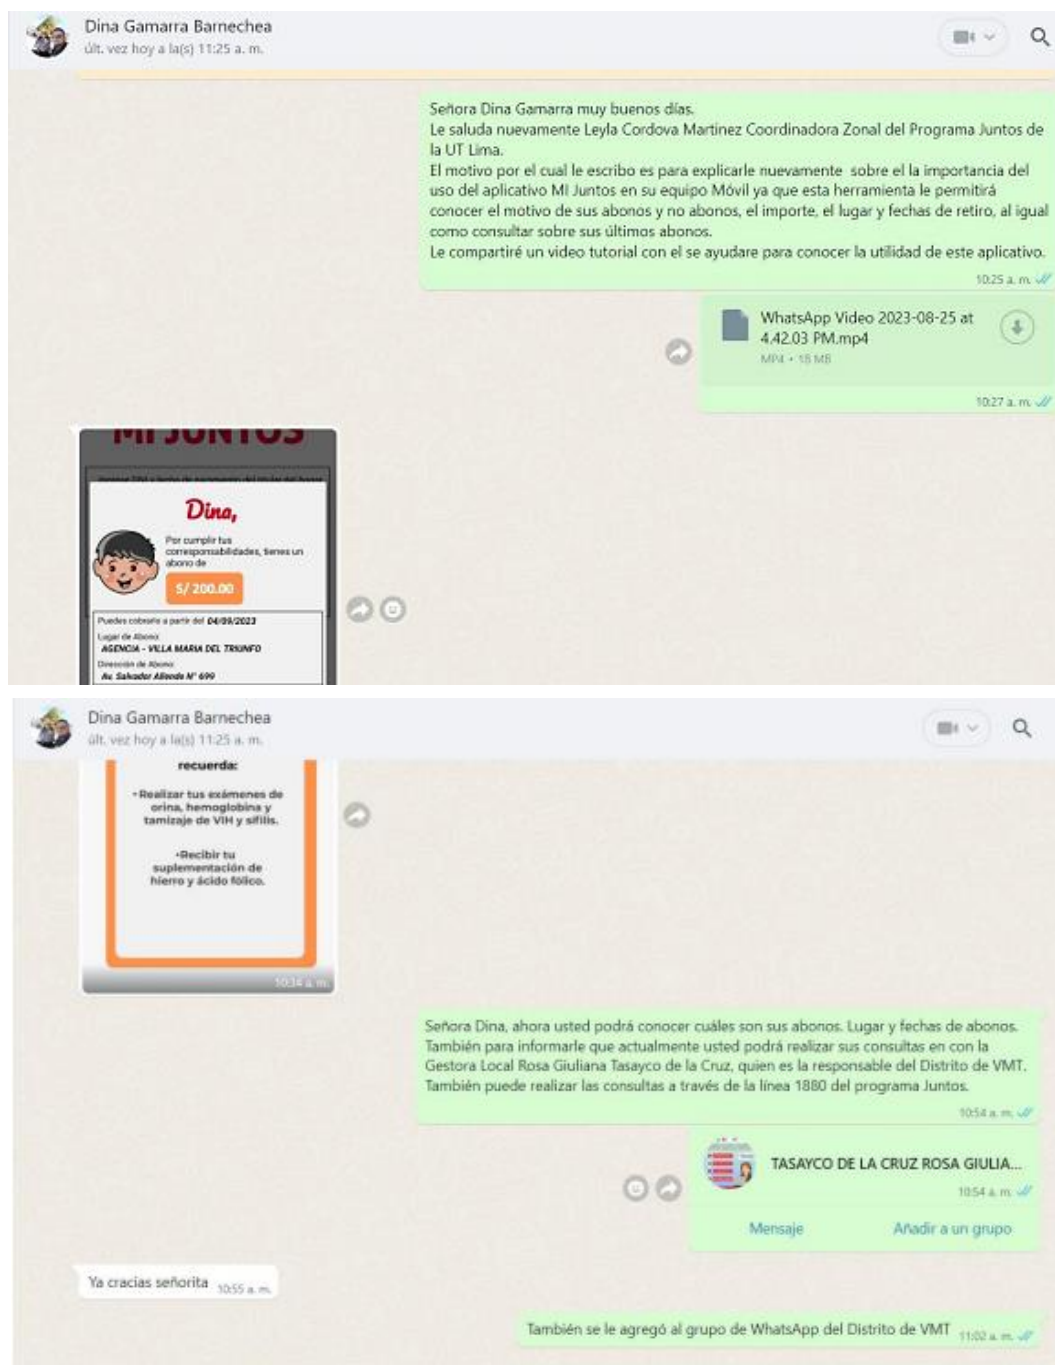 Dina Gamarra Barnechea
últ. vez hoy a la(s) 11:25 a. m.
Señora Dina Gamarra muy buenos días.
Le saluda nuevamente Leyla Cordova Martinez Coordinadora Zonal del Programa Juntos de
la UT Lima.
El motivo por el cual le escribo es para explicarle nuevamente sobre el la importancia del
uso del aplicativo MI Juntos en su equipo Móvil ya que esta herramienta le permitirá
conocer el motivo de sus abonos y no abonos, el importe, el lugar y fechas de retiro, al igual
como consultar sobre sus últimos abonos.
Le compartiré un video tutorial con el se ayudare para conocer la utilidad de este aplicativo.
10:25 a. m.
WhatsApp Video 2023-08-25 at
4.42.03 PM.mp4
MP4 • 18 MB
10:27 a. m.
MI JUNTOS
Dina,
Por cumplir tus
corresponsabilidades, tienes un
abono de
S/ 200.00
Puedes cobrarlo a partir del 04/09/2023
Lugar de Abono:
AGENCIA - VILLA MARIA DEL TRIUNFO
Dirección de Abono:
Av. Salvador Allende N° 699
Dina Gamarra Barnechea
últ. vez hoy a la(s) 11:25 a. m.
recuerda:
•Realizar tus exámenes de
orina, hemoglobina y
tamizaje de VIH y sífilis.
•Recibir tu
suplementación de
hierro y ácido fólico.
10:34 a. m.
Señora Dina, ahora usted podrá conocer cuáles son sus abonos. Lugar y fechas de abonos.
También para informarle que actualmente usted podrá realizar sus consultas en con la
Gestora Local Rosa Giuliana Tasayco de la Cruz, quien es la responsable del Distrito de VMT.
También puede realizar las consultas a través de la línea 1880 del programa Juntos.
10:54 a. m.
TASAYCO DE LA CRUZ ROSA GIULIA...
10:54 a. m.
Mensaje Añadir a un grupo
Ya cracias señorita 10:55 a. m.
También se le agregó al grupo de WhatsApp del Distrito de VMT 11:02 a. m.